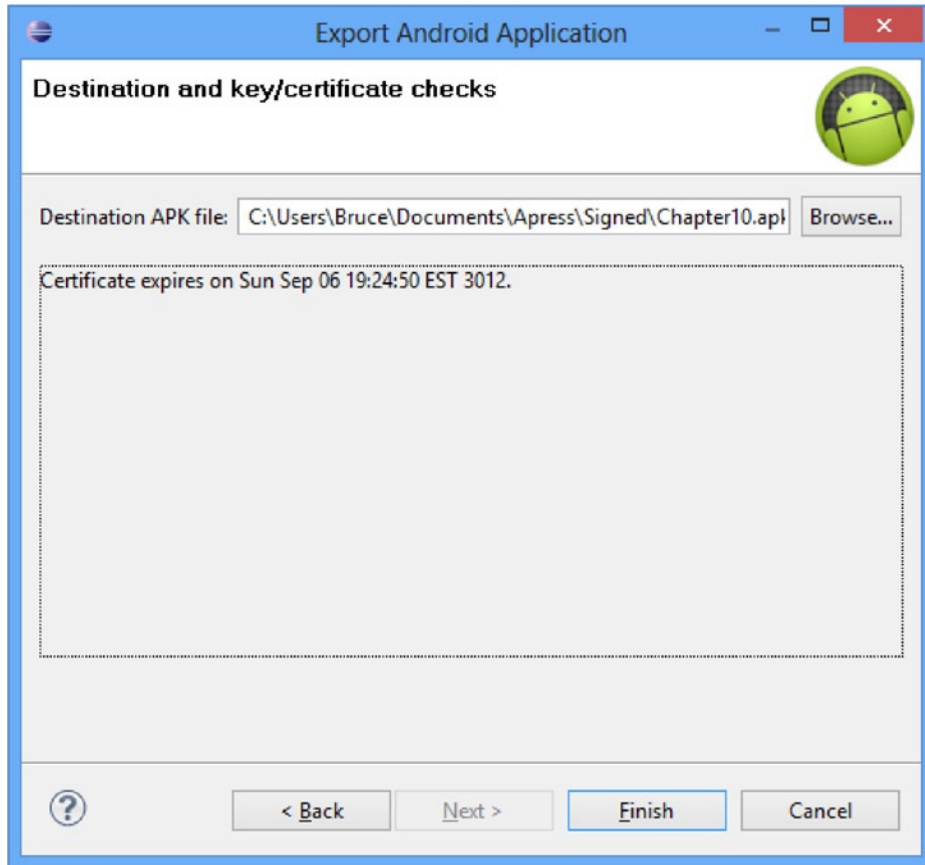 Export Android Application
Destination and key/certificate checks
Destination APK file: C:\Users\Bruce\Documents\Apress\Signed\Chapter10.apk Browse...
Certificate expires on Sun Sep 06 19:24:50 EST 3012.
? < Back Next > Finish Cancel